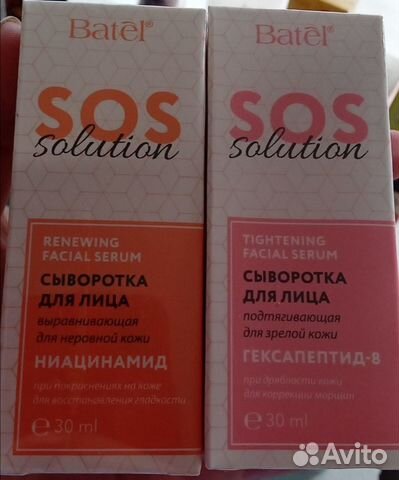 Batel®
SOS
solution
RENEWING
FACIAL SERUM
СЫВОРОТКА
ДЛЯ ЛИЦА
выравнивающая
для неровной кожи
НИАЦИНАМИД
при покраснениях на коже
для восстановления гладкости
℮ 30 ml
Batel®
SOS
solution
TIGHTENING
FACIAL SERUM
СЫВОРОТКА
ДЛЯ ЛИЦА
подтягивающая
для зрелой кожи
ГЕКСАПЕПТИД-8
при дряблости кожи
для коррекции морщин
℮ 30 ml
Avito